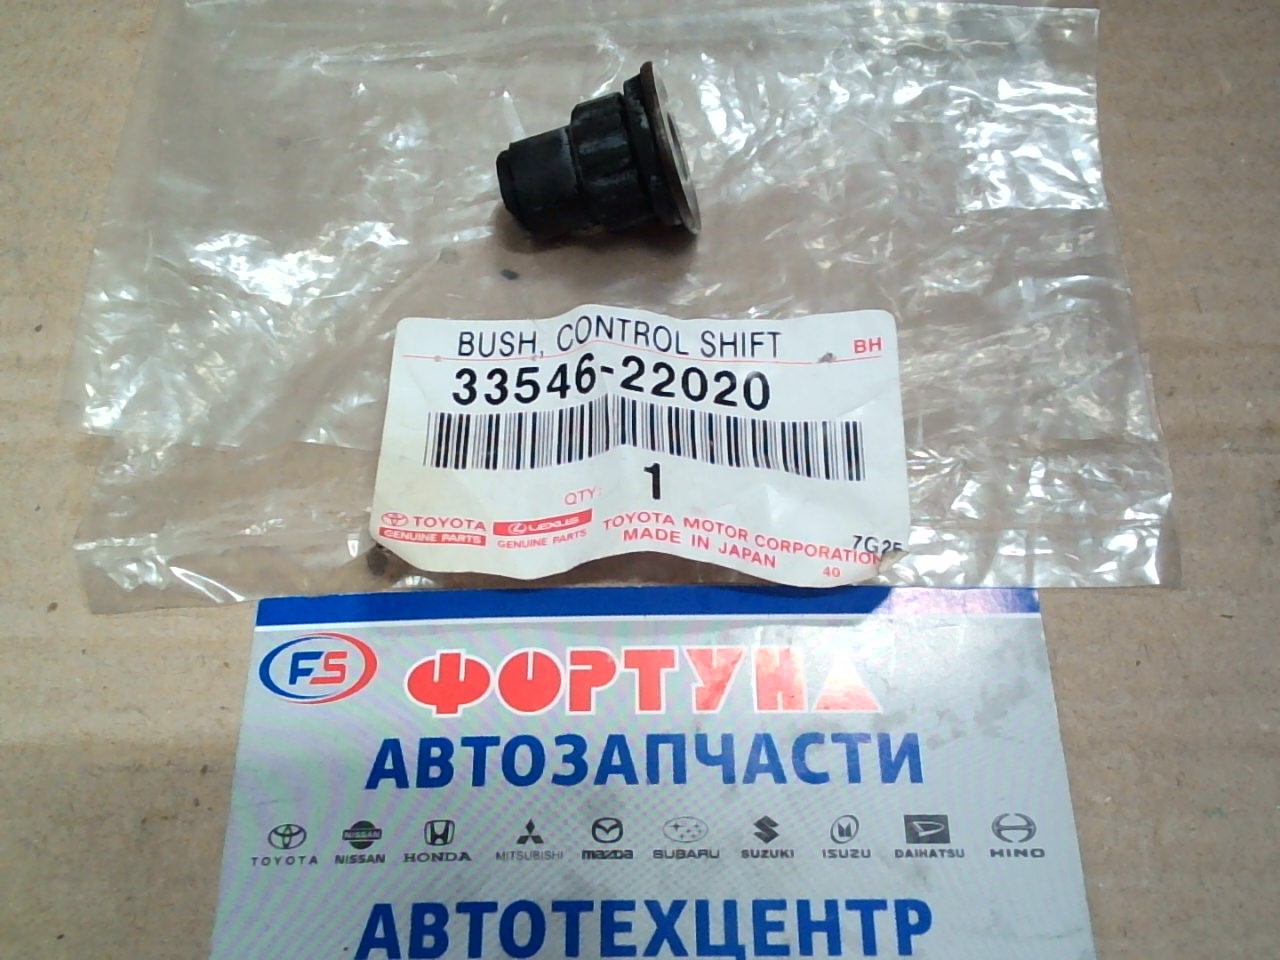 BUSH, CONTROL SHIFT
BH
33546-22020
QTY: 1
TOYOTA
GENUINE PARTS
LEXUS
GENUINE PARTS
TOYOTA MOTOR CORPORATION
MADE IN JAPAN
40
FS
ФОРТУНА
АВТОЗАПЧАСТИ
TOYOTA NISSAN HONDA MITSUBISHI mazda SUBARU SUZUKI ISUZU DAIHATSU HINO
АВТОТЕХЦЕНТР